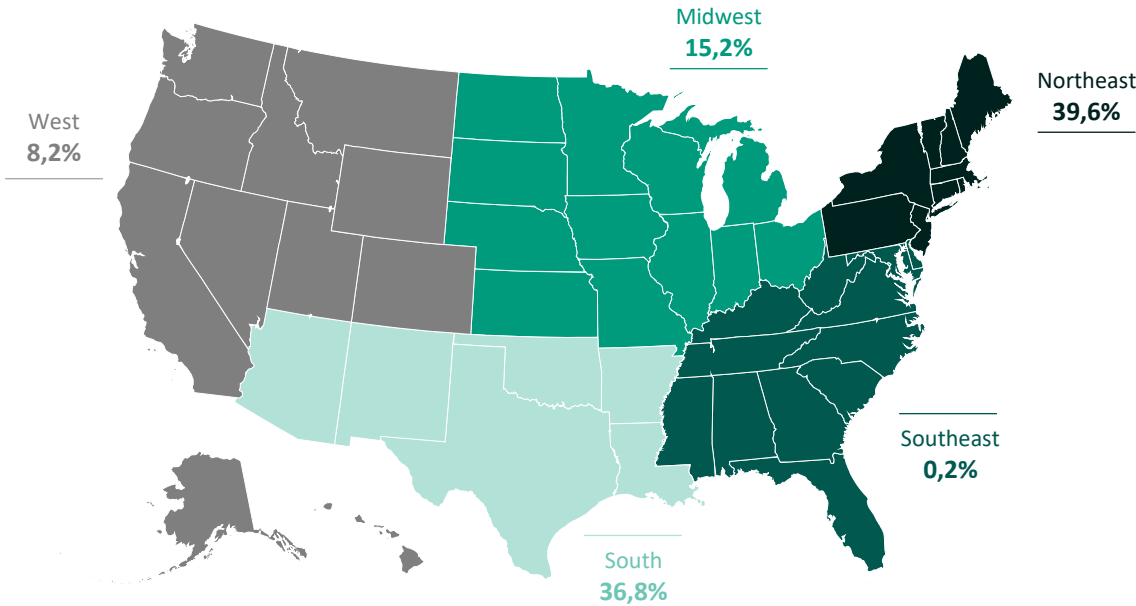 Midwest
15,2%
Northeast
39,6%
West
8,2%
Southeast
0,2%
South
36,8%